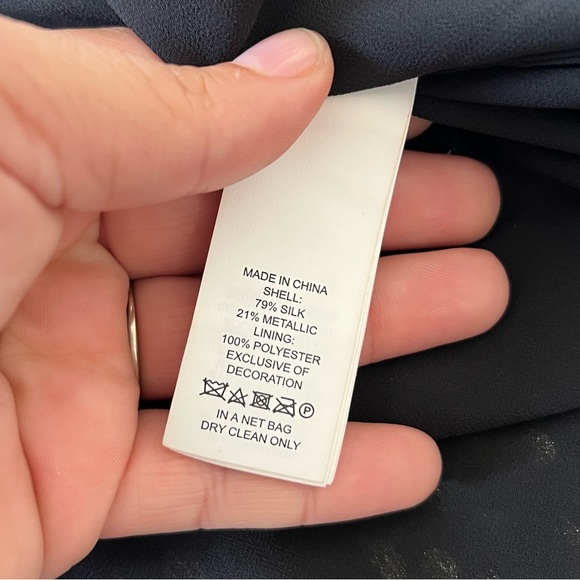 MADE IN CHINA
SHELL:
79% SILK
21% METALLIC
LINING:
100% POLYESTER
EXCLUSIVE OF
DECORATION
P
IN A NET BAG
DRY CLEAN ONLY